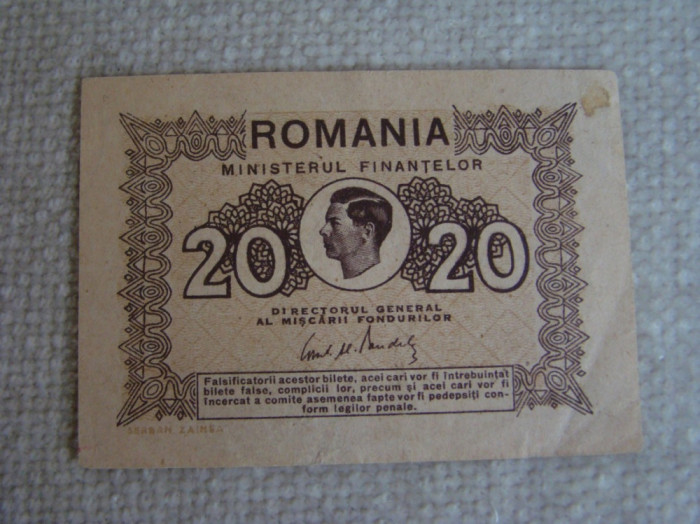 ROMANIA
MINISTERUL FINANȚELOR
20 20
DIRECTORUL GENERAL
AL MIȘCĂRII FONDURILOR
Falsificatorii acestor bilete, acei cari vor fi întrebuințat
bilete false, complicii lor, precum și acei cari vor fi
încercat a comite asemenea fapte vor fi pedepsiți con-
form legilor penale.
ȘERBAN ZAINEA